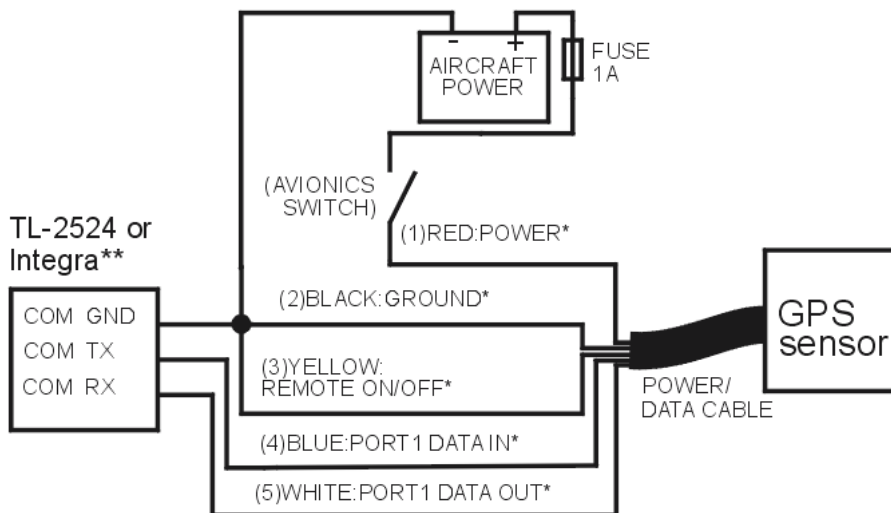 - +
AIRCRAFT
POWER
FUSE
1A
(AVIONICS
SWITCH)
(1)RED:POWER*
TL-2524 or
Integra**
(2)BLACK:GROUND*
COM GND
COM TX
COM RX
GPS
sensor
(3)YELLOW:
REMOTE ON/OFF*
POWER/
DATA CABLE
(4)BLUE:PORT1 DATA IN*
(5)WHITE:PORT1 DATA OUT*